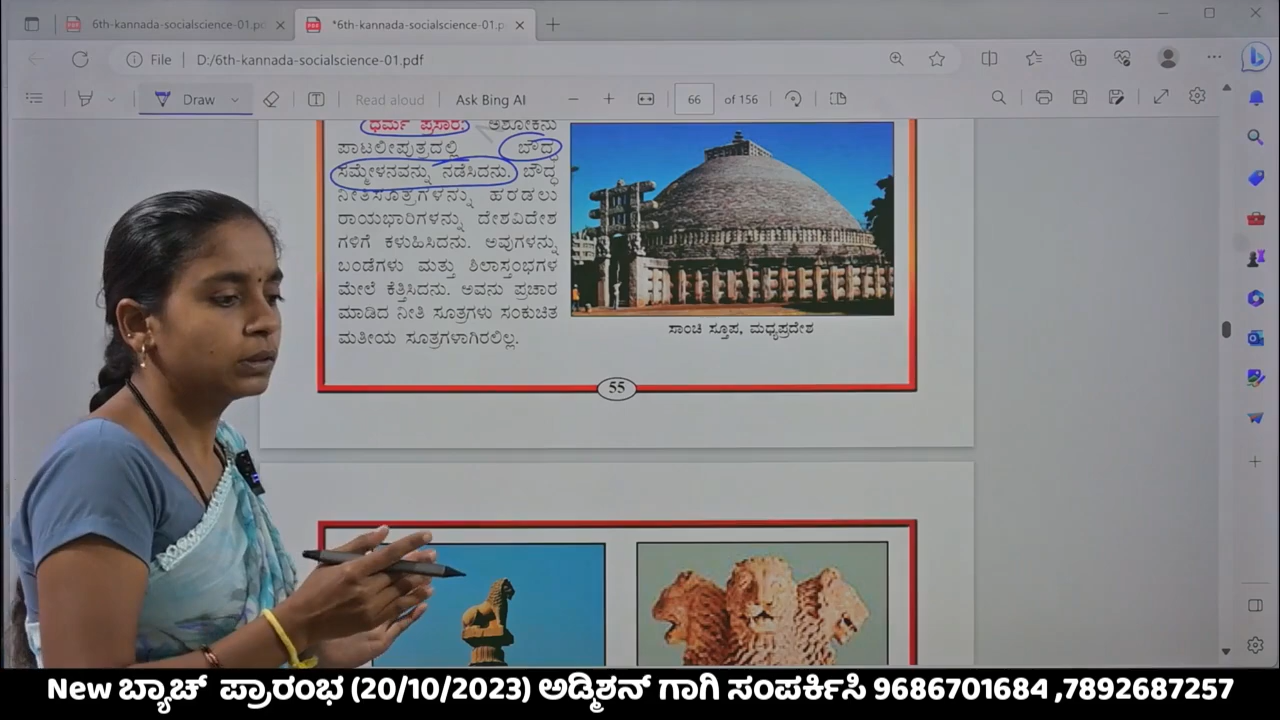 6th-kannada-socialscience-01.pd
*6th-kannada-socialscience-01.p
File D:/6th-kannada-socialscience-01.pdf
Draw Read aloud Ask Bing AI 66 of 156
ಧರ್ಮ ಪ್ರಸಾರ: ಅಶೋಕನು
ಪಾಟಲೀಪುತ್ರದಲ್ಲಿ ಬೌದ್ಧ
ಸಮ್ಮೇಳನವನ್ನು ನಡೆಸಿದನು. ಬೌದ್ಧ
ನೀತಿಸೂತ್ರಗಳನ್ನು ಹರಡಲು
ರಾಯಭಾರಿಗಳನ್ನು ದೇಶವಿದೇಶ
ಗಳಿಗೆ ಕಳುಹಿಸಿದನು. ಅವುಗಳನ್ನು
ಬಂಡೆಗಳು ಮತ್ತು ಶಿಲಾಸ್ತಂಭಗಳ
ಮೇಲೆ ಕೆತ್ತಿಸಿದನು. ಅವನು ಪ್ರಚಾರ
ಮಾಡಿದ ನೀತಿ ಸೂತ್ರಗಳು ಸಂಕುಚಿತ
ಮತೀಯ ಸೂತ್ರಗಳಾಗಿರಲಿಲ್ಲ.
ಸಾಂಚಿ ಸ್ತೂಪ, ಮಧ್ಯಪ್ರದೇಶ
55
New ಬ್ಯಾಚ್ ಪ್ರಾರಂಭ (20/10/2023) ಅಡ್ಮಿಶನ್ ಗಾಗಿ ಸಂಪರ್ಕಿಸಿ 9686701684 ,7892687257